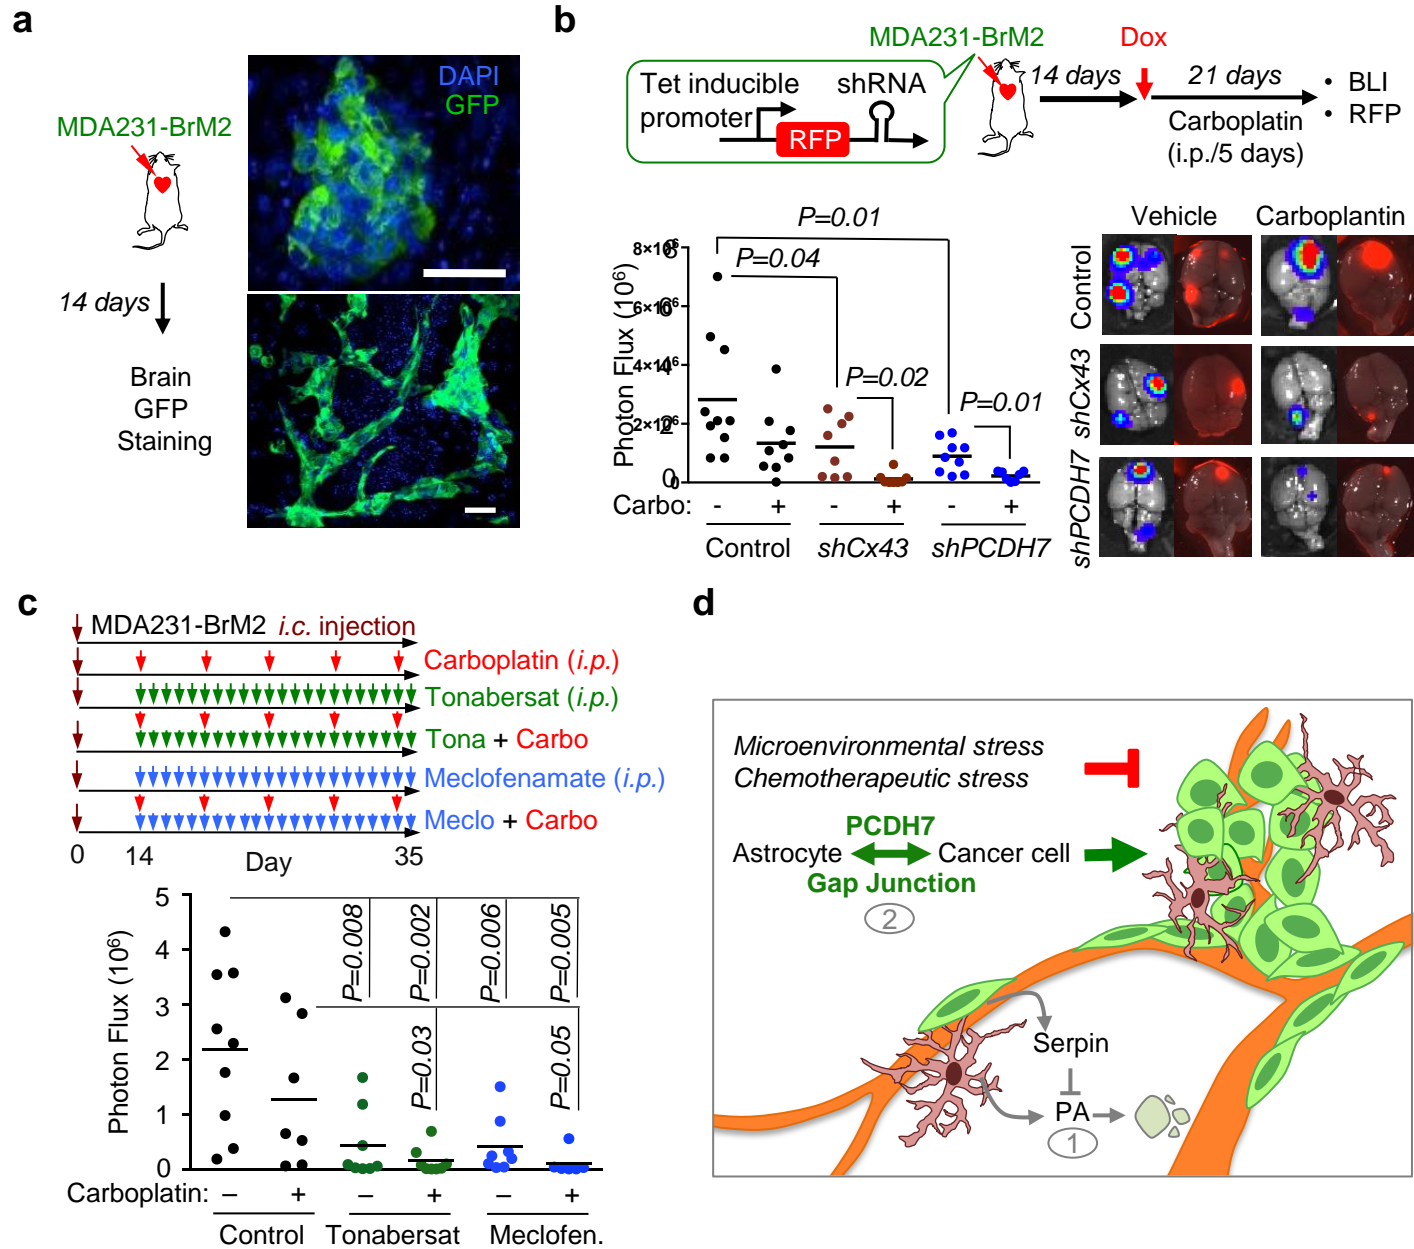 a
DAPI
GFP
MDA231-BrM2
14 days
Brain
GFP
Staining
b
MDA231-BrM2
Dox
Tet inducible
promoter
shRNA
RFP
14 days
21 days
Carboplatin
(i.p./5 days)
• BLI
• RFP
P=0.01
P=0.04
P=0.02
P=0.01
Photon Flux (10⁶)
8×10⁶
6×10⁶
4×10⁶
2×10⁶
0
8
6
4
2
0
Carbo: - + - + - +
Control shCx43 shPCDH7
Vehicle Carboplantin
Control
shCx43
shPCDH7
c
MDA231-BrM2 i.c. injection
Carboplatin (i.p.)
Tonabersat (i.p.)
Tona + Carbo
Meclofenamate (i.p.)
Meclo + Carbo
0 14 Day 35
Photon Flux (10⁶)
5
4
3
2
1
0
P=0.008
P=0.002
P=0.006
P=0.005
P=0.03
P=0.05
Carboplatin: – + – + – +
Control Tonabersat Meclofen.
d
Microenvironmental stress
Chemotherapeutic stress
PCDH7
Astrocyte Cancer cell
Gap Junction
2
Serpin
PA
1